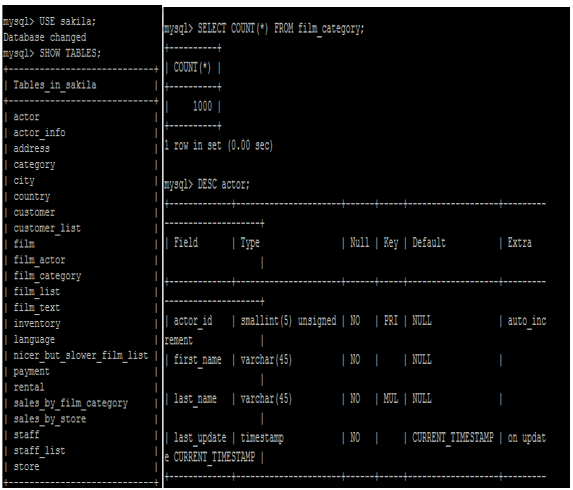 mysql> USE sakila;
Database changed
mysql> SHOW TABLES;
+----------------------------+
| Tables_in_sakila           |
+----------------------------+
| actor                      |
| actor_info                 |
| address                    |
| category                   |
| city                       |
| country                    |
| customer                   |
| customer_list              |
| film                       |
| film_actor                 |
| film_category              |
| film_list                  |
| film_text                  |
| inventory                  |
| language                   |
| nicer_but_slower_film_list |
| payment                    |
| rental                     |
| sales_by_film_category     |
| sales_by_store             |
| staff                      |
| staff_list                 |
| store                      |
+----------------------------+
mysql> SELECT COUNT(*) FROM film_category;
+----------+
| COUNT(*) |
+----------+
|     1000 |
+----------+
1 row in set (0.00 sec)
mysql> DESC actor;
+-------------+----------------------+------+-----+-------------------+---------
--------------------+
| Field       | Type                 | Null | Key | Default           | Extra
                    |
+-------------+----------------------+------+-----+-------------------+---------
--------------------+
| actor_id    | smallint(5) unsigned | NO   | PRI | NULL              | auto_inc
rement              |
| first_name  | varchar(45)          | NO   |     | NULL              |
                    |
| last_name   | varchar(45)          | NO   | MUL | NULL              |
                    |
| last_update | timestamp            | NO   |     | CURRENT_TIMESTAMP | on updat
e CURRENT_TIMESTAMP |
+-------------+----------------------+------+-----+-------------------+---------